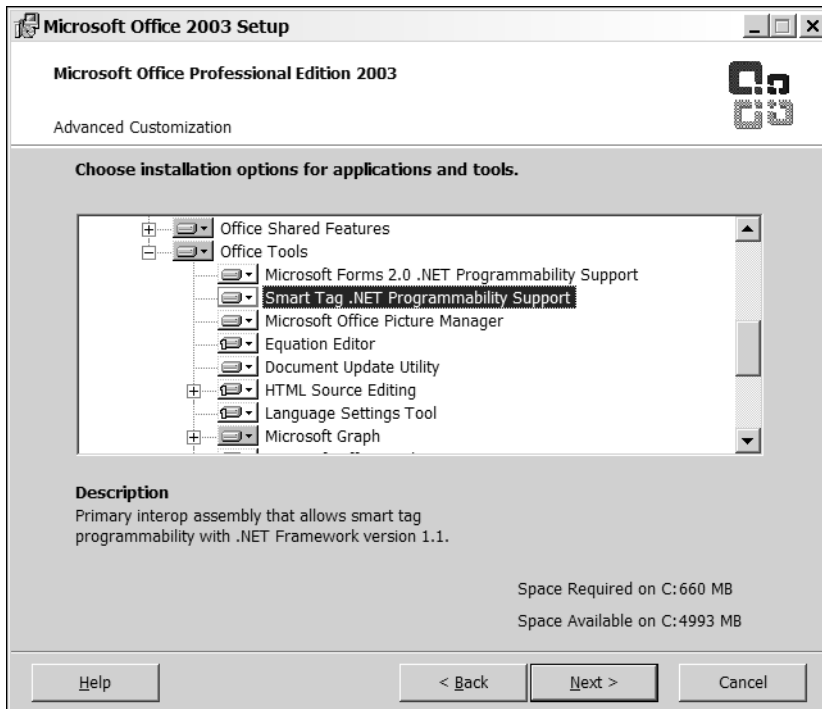 Microsoft Office 2003 Setup
Microsoft Office Professional Edition 2003
Advanced Customization
Choose installation options for applications and tools.
Office Shared Features
Office Tools
Microsoft Forms 2.0 .NET Programmability Support
Smart Tag .NET Programmability Support
Microsoft Office Picture Manager
Equation Editor
Document Update Utility
HTML Source Editing
Language Settings Tool
Microsoft Graph
Description
Primary interop assembly that allows smart tag
programmability with .NET Framework version 1.1.
Space Required on C: 660 MB
Space Available on C: 4993 MB
Help
< Back
Next >
Cancel